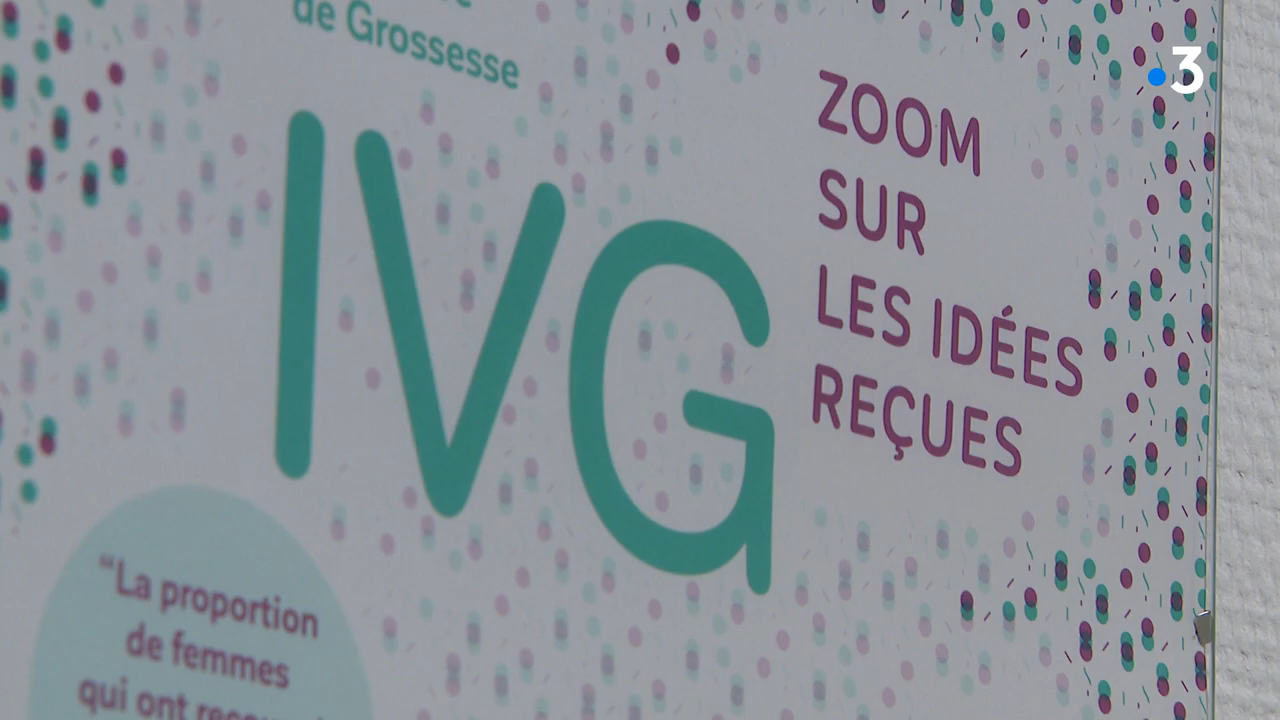 de Grossesse
IVG
ZOOM
SUR
LES IDÉES
REÇUES
3
“La proportion
de femmes
qui ont